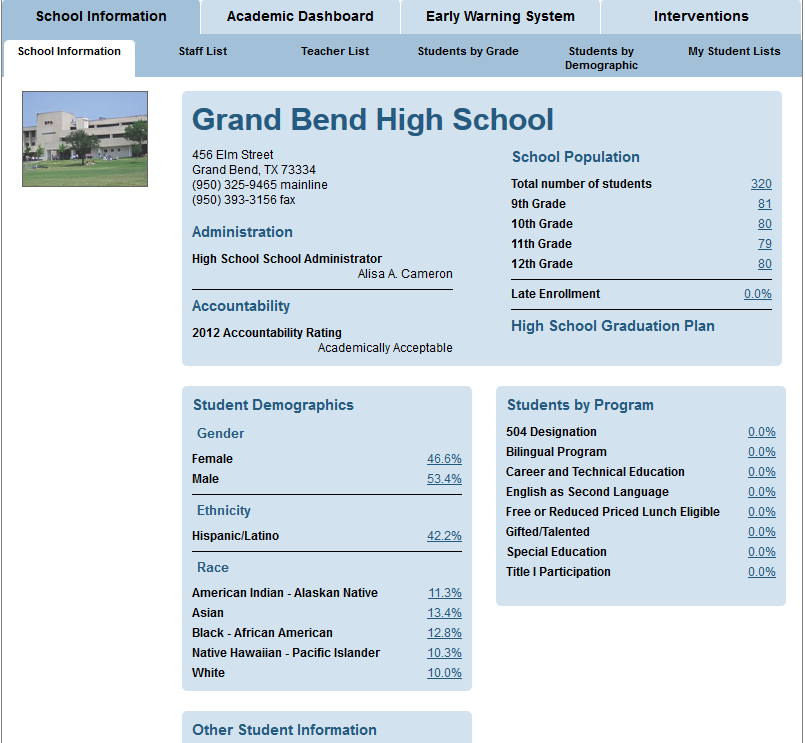 School Information
Academic Dashboard
Early Warning System
Interventions
School Information
Staff List
Teacher List
Students by Grade
Students by
Demographic
My Student Lists
Grand Bend High School
456 Elm Street
Grand Bend, TX 73334
(950) 325-9465 mainline
(950) 393-3156 fax
Administration
High School School Administrator
Alisa A. Cameron
Accountability
2012 Accountability Rating
Academically Acceptable
School Population
Total number of students 320
9th Grade 81
10th Grade 80
11th Grade 79
12th Grade 80
Late Enrollment 0.0%
High School Graduation Plan
Student Demographics
Gender
Female 46.6%
Male 53.4%
Ethnicity
Hispanic/Latino 42.2%
Race
American Indian - Alaskan Native 11.3%
Asian 13.4%
Black - African American 12.8%
Native Hawaiian - Pacific Islander 10.3%
White 10.0%
Students by Program
504 Designation 0.0%
Bilingual Program 0.0%
Career and Technical Education 0.0%
English as Second Language 0.0%
Free or Reduced Priced Lunch Eligible 0.0%
Gifted/Talented 0.0%
Special Education 0.0%
Title I Participation 0.0%
Other Student Information